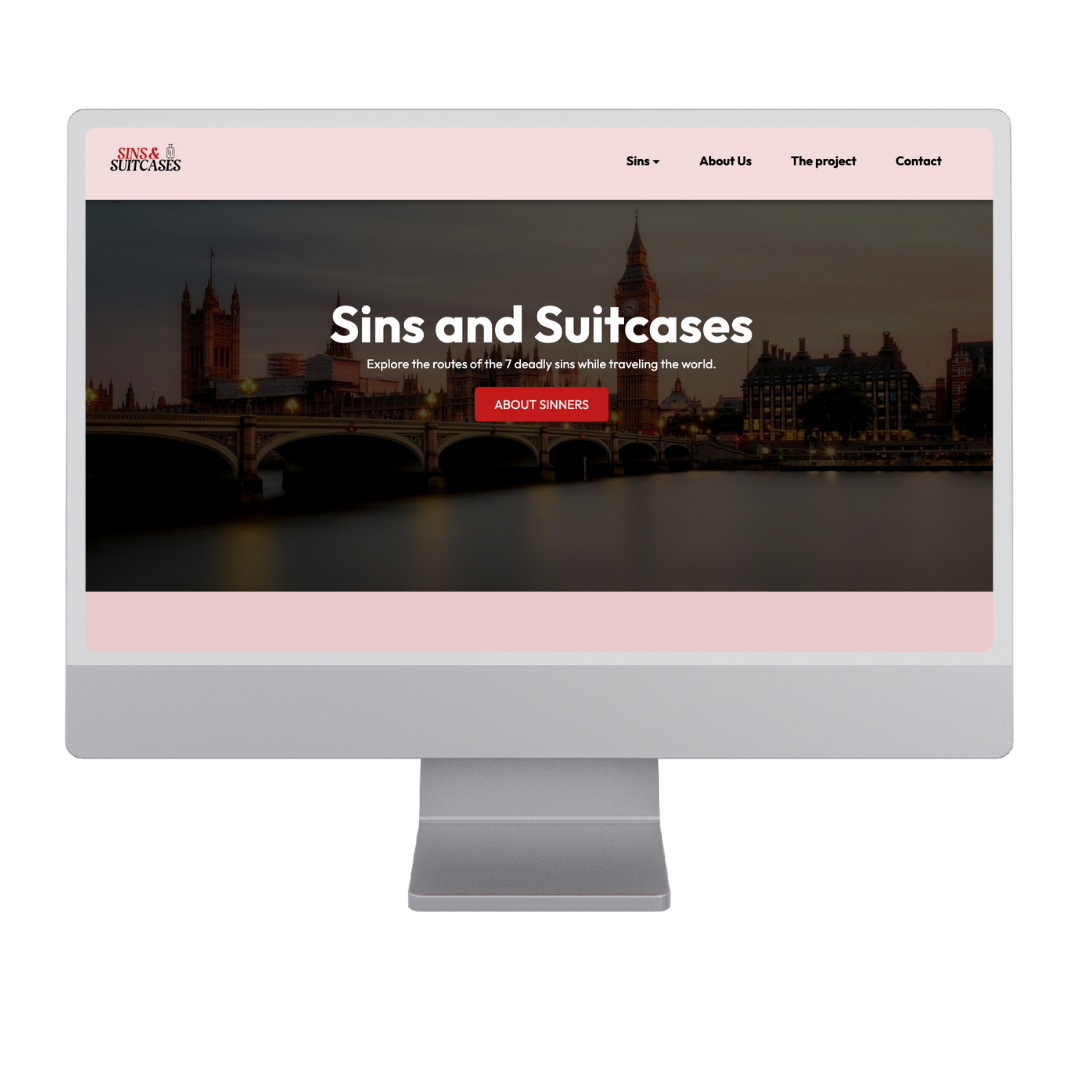 SINS&
SUITCASES
Sins
About Us
The project
Contact
Sins and Suitcases
Explore the routes of the 7 deadly sins while traveling the world.
ABOUT SINNERS